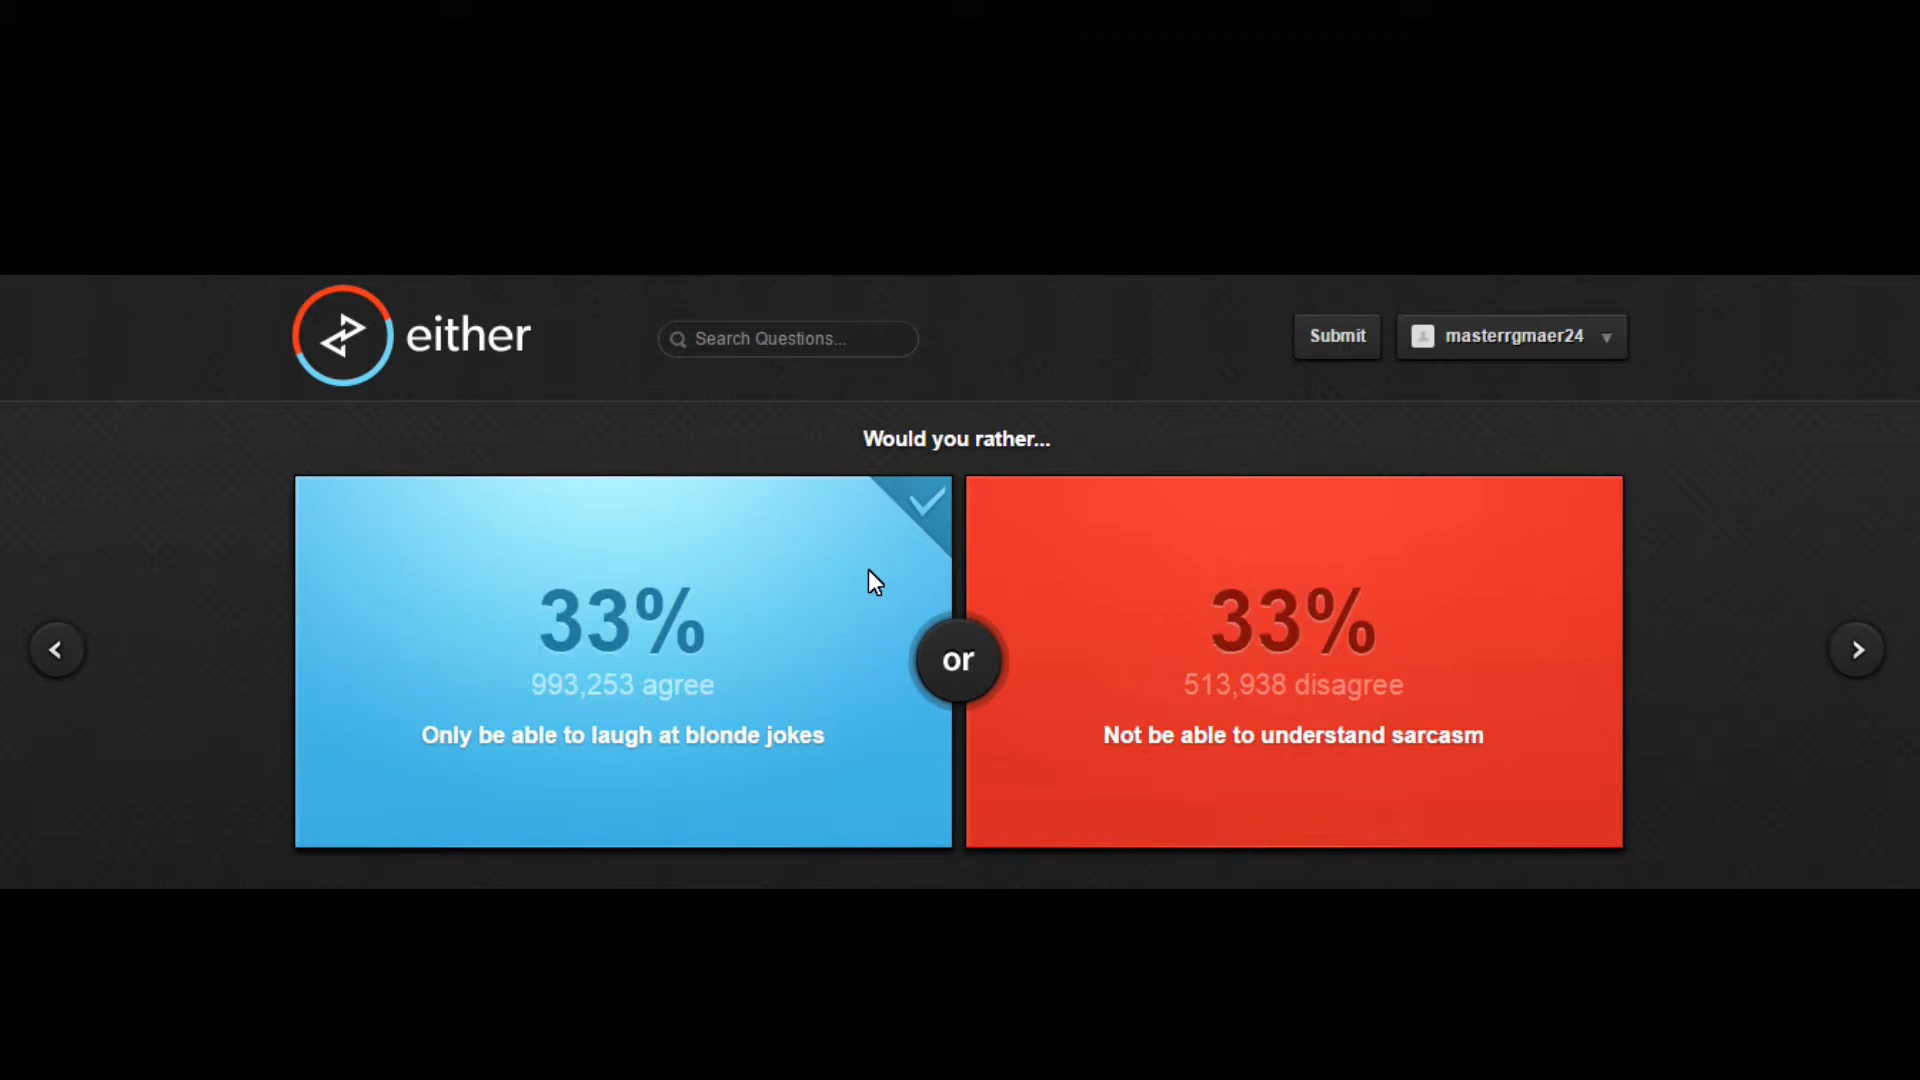 either
Search Questions...
Submit
masterrgmaer24
Would you rather...
33%
993,253 agree
Only be able to laugh at blonde jokes
or
33%
513,938 disagree
Not be able to understand sarcasm